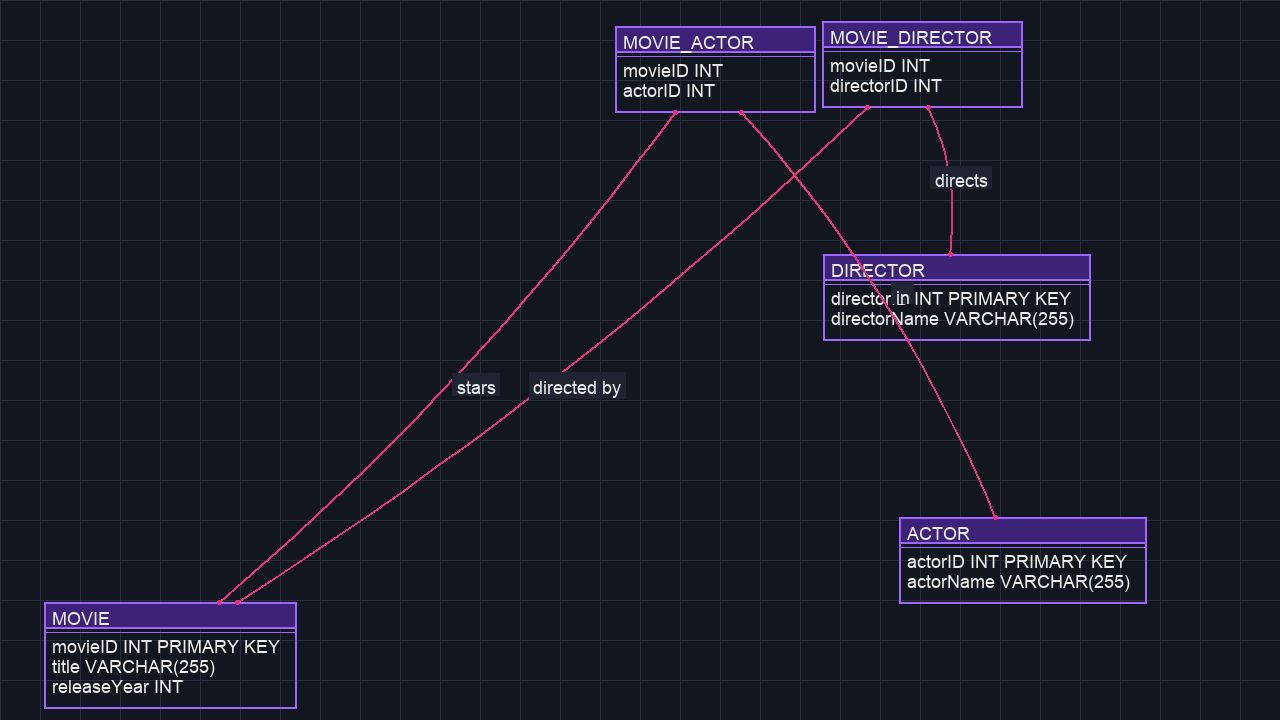 MOVIE_ACTOR
movieID INT
actorID INT
MOVIE_DIRECTOR
movieID INT
directorID INT
directs
DIRECTOR
director INT PRIMARY KEY
in
directorName VARCHAR(255)
stars
directed by
ACTOR
actorID INT PRIMARY KEY
actorName VARCHAR(255)
MOVIE
movieID INT PRIMARY KEY
title VARCHAR(255)
releaseYear INT